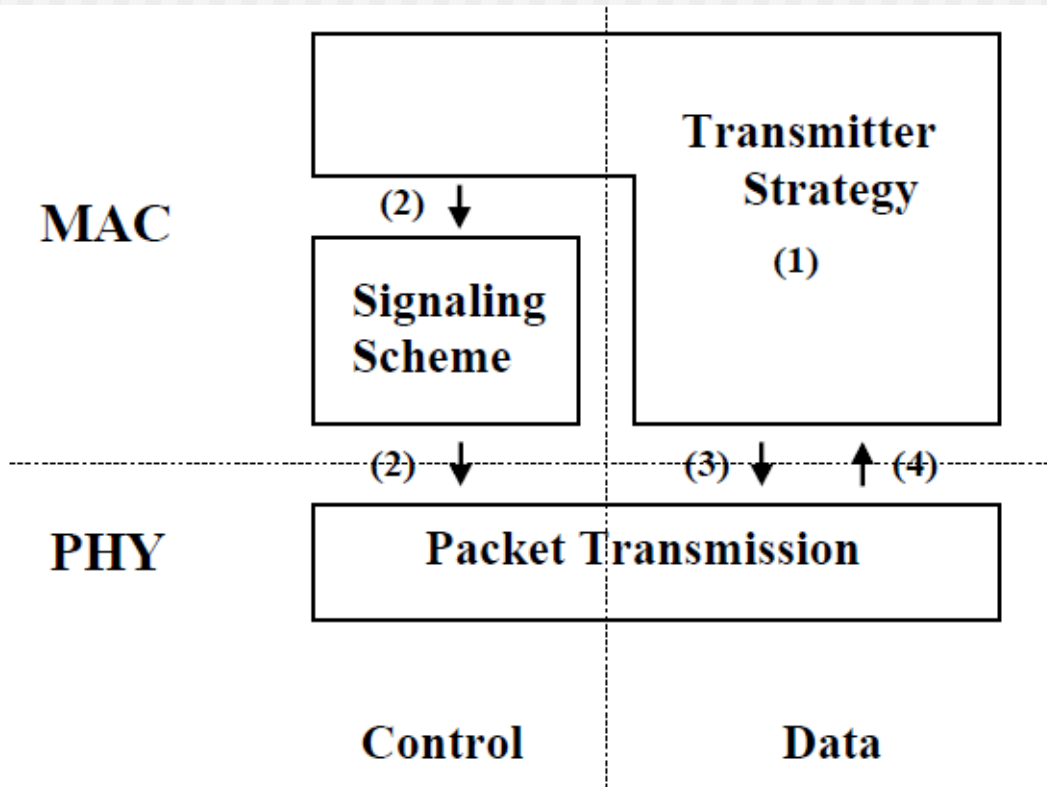 Transmitter
Strategy
(1)
MAC
(2)
Signaling
Scheme
(2)
(3)
(4)
PHY
Packet Transmission
Control
Data